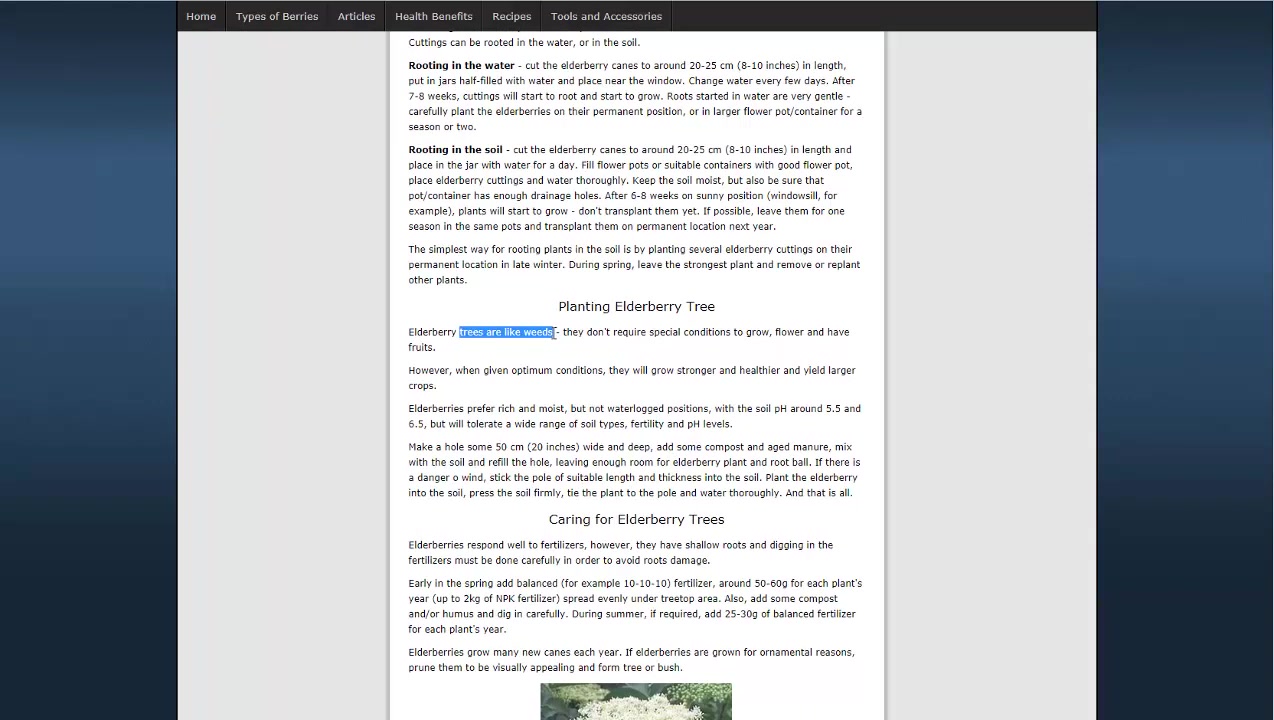 Home Types of Berries Articles Health Benefits Recipes Tools and Accessories
Cuttings can be rooted in the water, or in the soil.
Rooting in the water - cut the elderberry canes to around 20-25 cm (8-10 inches) in length,
put in jars half-filled with water and place near the window. Change water every few days. After
7-8 weeks, cuttings will start to root and start to grow. Roots started in water are very gentle -
carefully plant the elderberries on their permanent position, or in larger flower pot/container for a
season or two.
Rooting in the soil - cut the elderberry canes to around 20-25 cm (8-10 inches) in length and
place in the jar with water for a day. Fill flower pots or suitable containers with good flower pot,
place elderberry cuttings and water thoroughly. Keep the soil moist, but also be sure that
pot/container has enough drainage holes. After 6-8 weeks on sunny position (windowsill, for
example), plants will start to grow - don't transplant them yet. If possible, leave them for one
season in the same pots and transplant them on permanent location next year.
The simplest way for rooting plants in the soil is by planting several elderberry cuttings on their
permanent location in late winter. During spring, leave the strongest plant and remove or replant
other plants.
Planting Elderberry Tree
Elderberry trees are like weeds - they don't require special conditions to grow, flower and have
fruits.
However, when given optimum conditions, they will grow stronger and healthier and yield larger
crops.
Elderberries prefer rich and moist, but not waterlogged positions, with the soil pH around 5.5 and
6.5, but will tolerate a wide range of soil types, fertility and pH levels.
Make a hole some 50 cm (20 inches) wide and deep, add some compost and aged manure, mix
with the soil and refill the hole, leaving enough room for elderberry plant and root ball. If there is
a danger o wind, stick the pole of suitable length and thickness into the soil. Plant the elderberry
into the soil, press the soil firmly, tie the plant to the pole and water thoroughly. And that is all.
Caring for Elderberry Trees
Elderberries respond well to fertilizers, however, they have shallow roots and digging in the
fertilizers must be done carefully in order to avoid roots damage.
Early in the spring add balanced (for example 10-10-10) fertilizer, around 50-60g for each plant's
year (up to 2kg of NPK fertilizer) spread evenly under treetop area. Also, add some compost
and/or humus and dig in carefully. During summer, if required, add 25-30g of balanced fertilizer
for each plant's year.
Elderberries grow many new canes each year. If elderberries are grown for ornamental reasons,
prune them to be visually appealing and form tree or bush.